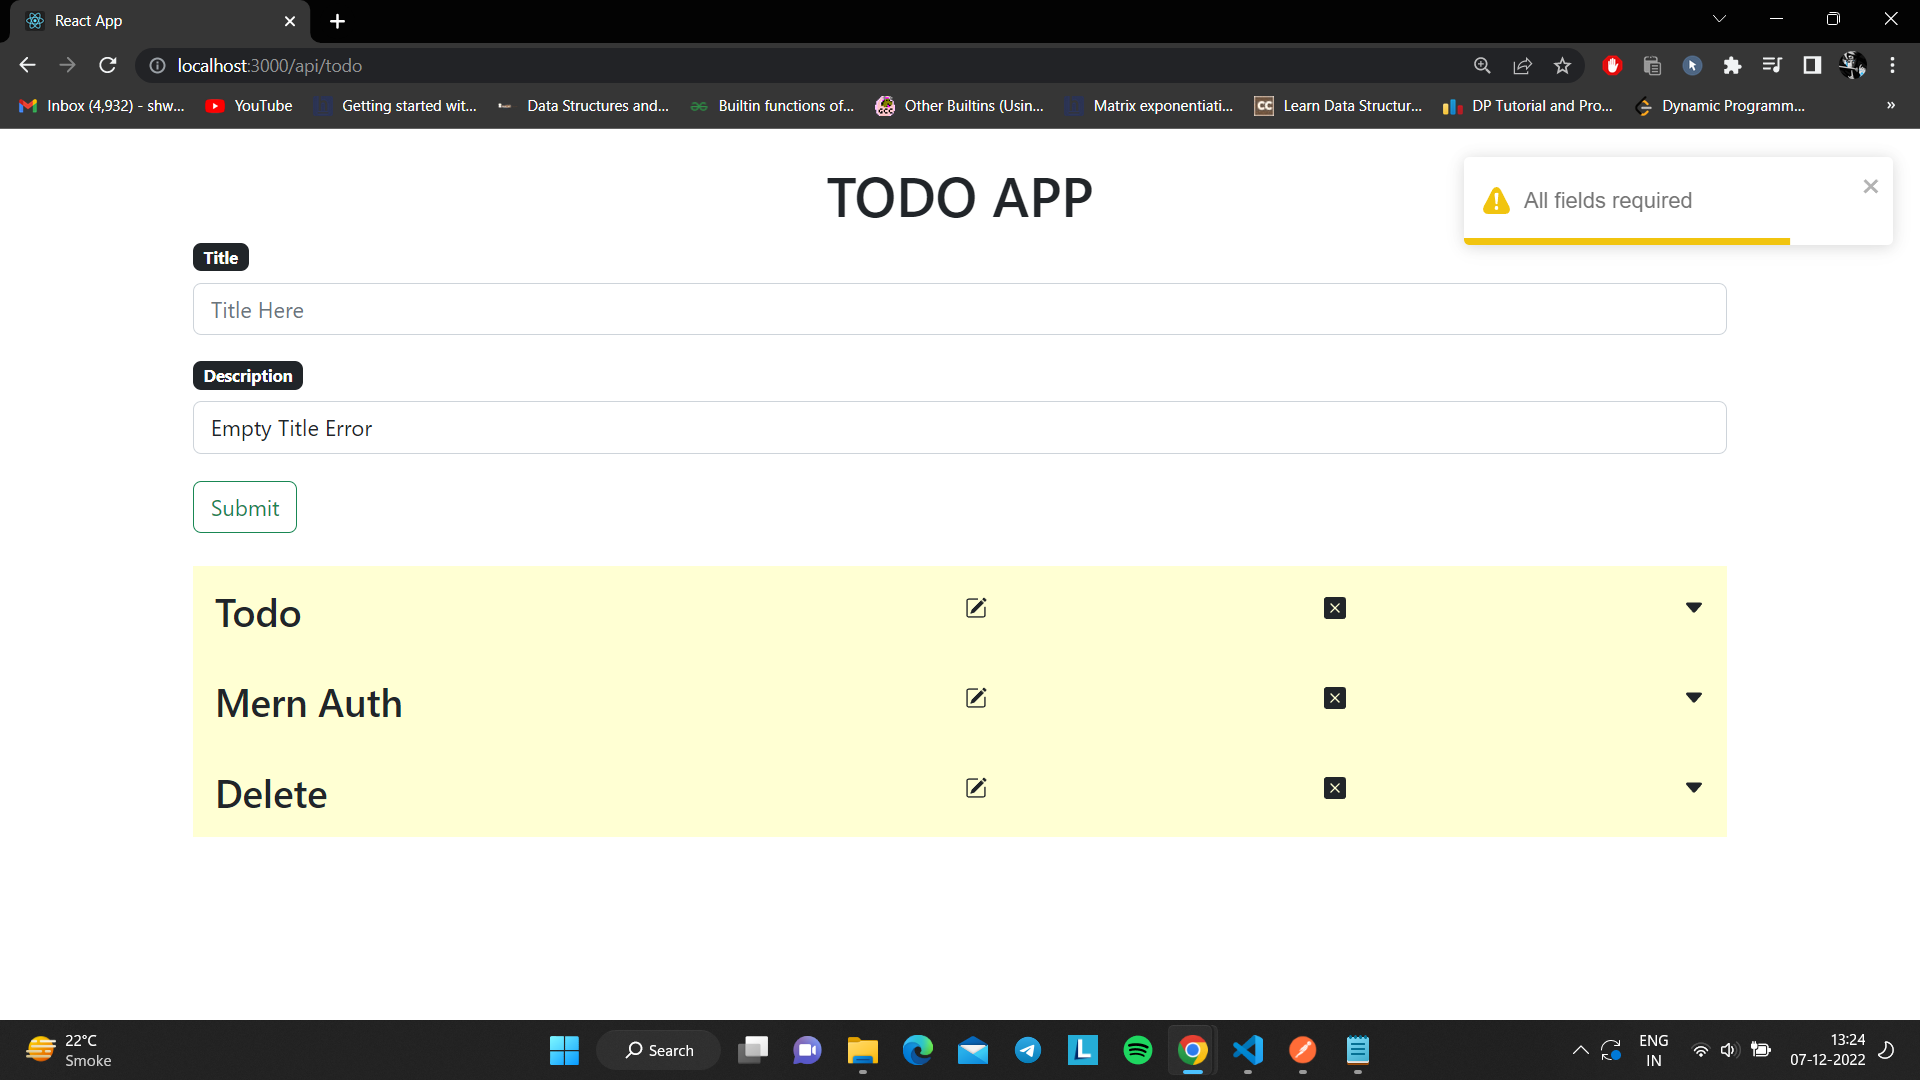 React App
localhost:3000/api/todo
Inbox (4,932) - shw... YouTube Getting started wit... Data Structures and... Builtin functions of... Other Builtins (Usin... Matrix exponentiati... CC Learn Data Structur... DP Tutorial and Pro... Dynamic Programm... »
TODO APP
All fields required
Title
Title Here
Description
Empty Title Error
Submit
Todo
Mern Auth
Delete
22°C
Smoke
Search
L
ENG
IN
13:24
07-12-2022